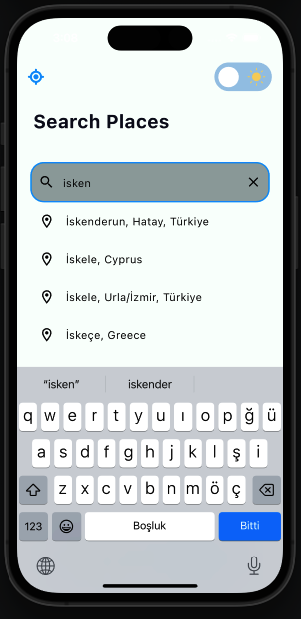 Search Places
isken
İskenderun, Hatay, Türkiye
İskele, Cyprus
İskele, Urla/İzmir, Türkiye
İskeçe, Greece
“isken” iskender
q w e r t y u ı o p ğ ü
a s d f g h j k l ş i
z x c v b n m ö ç
123 Boşluk Bitti